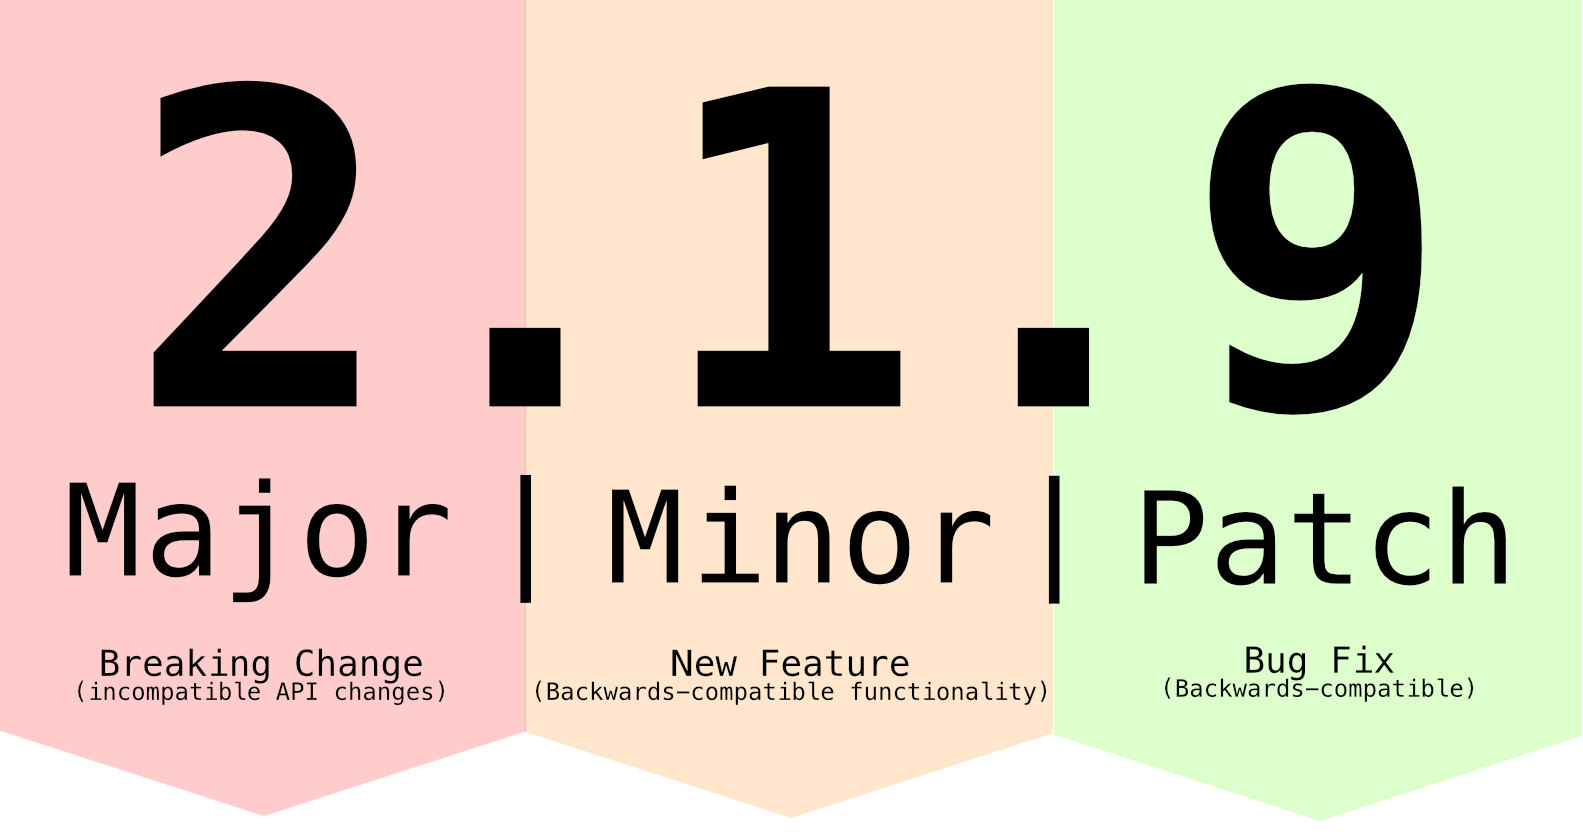 2.1.9
Major | Minor | Patch
Breaking Change
(incompatible API changes)
New Feature
(Backwards-compatible functionality)
Bug Fix
(Backwards-compatible)